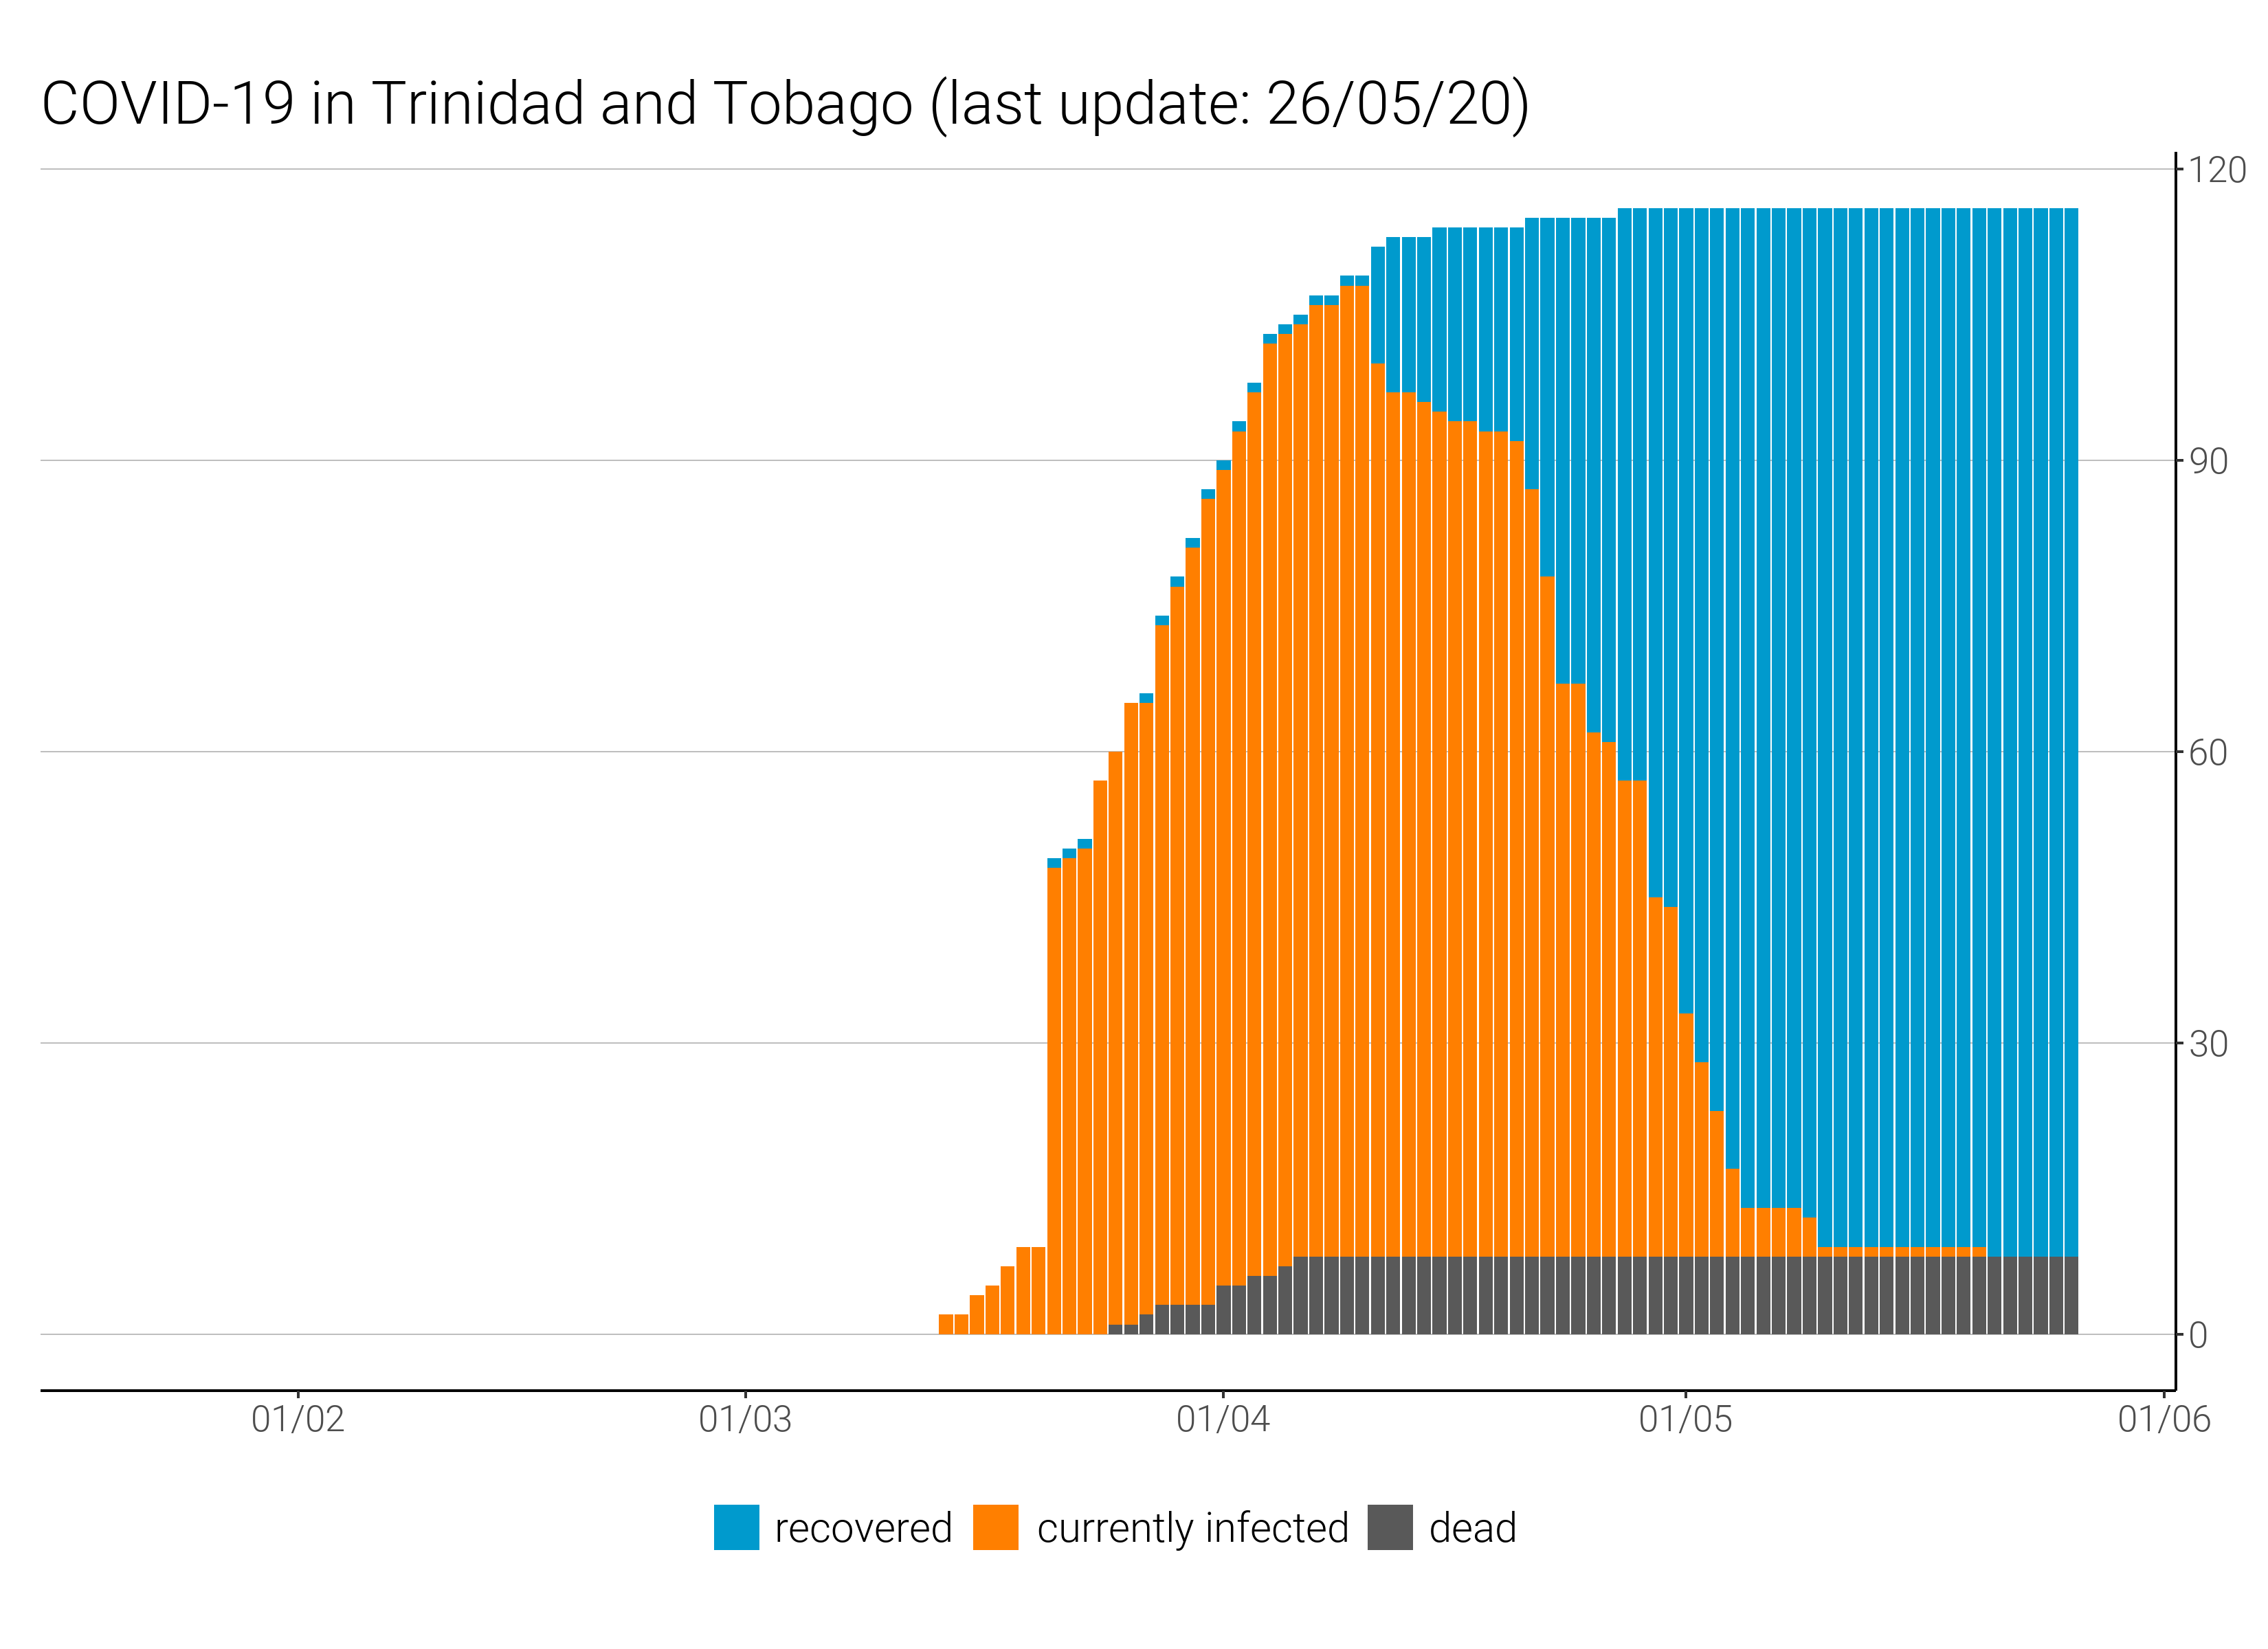 COVID-19 in Trinidad and Tobago (last update: 26/05/20)
120
90
60
30
0
01/02 01/03 01/04 01/05 01/06
recovered currently infected dead